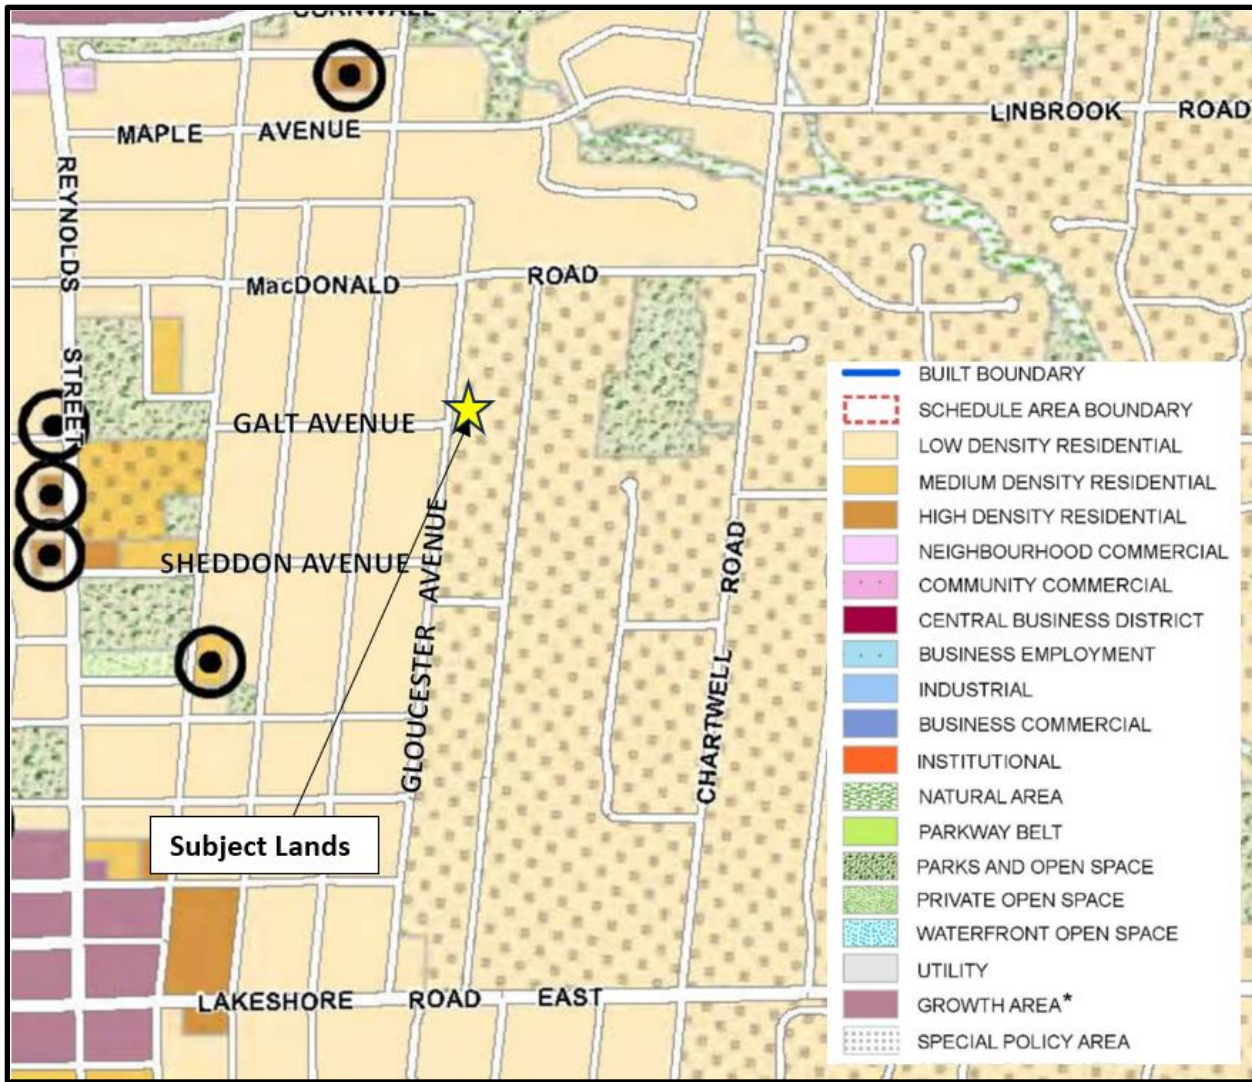 CORNWALL
MAPLE AVENUE
LINBROOK ROAD
REYNOLDS STREET
MacDONALD ROAD
GALT AVENUE
SHEDDON AVENUE
GLOUCESTER AVENUE
CHARTWELL ROAD
Subject Lands
LAKESHORE ROAD EAST
BUILT BOUNDARY
SCHEDULE AREA BOUNDARY
LOW DENSITY RESIDENTIAL
MEDIUM DENSITY RESIDENTIAL
HIGH DENSITY RESIDENTIAL
NEIGHBOURHOOD COMMERCIAL
COMMUNITY COMMERCIAL
CENTRAL BUSINESS DISTRICT
BUSINESS EMPLOYMENT
INDUSTRIAL
BUSINESS COMMERCIAL
INSTITUTIONAL
NATURAL AREA
PARKWAY BELT
PARKS AND OPEN SPACE
PRIVATE OPEN SPACE
WATERFRONT OPEN SPACE
UTILITY
GROWTH AREA*
SPECIAL POLICY AREA